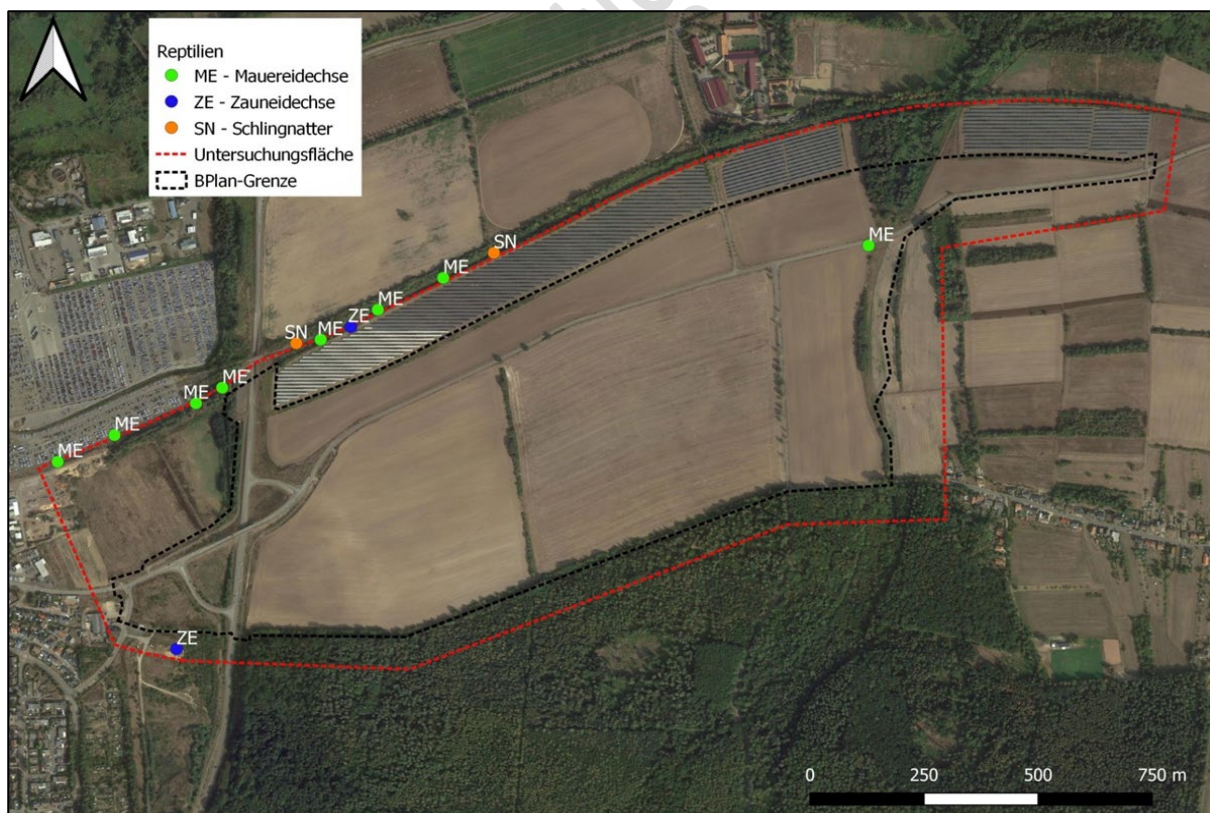 Reptilien
ME - Mauereidechse
ZE - Zauneidechse
SN - Schlingnatter
Untersuchungsfläche
BPlan-Grenze
SN
ME
ME
ME
ZE
SN
ME
ME
ME
ME
ME
ZE
0 250 500 750 m